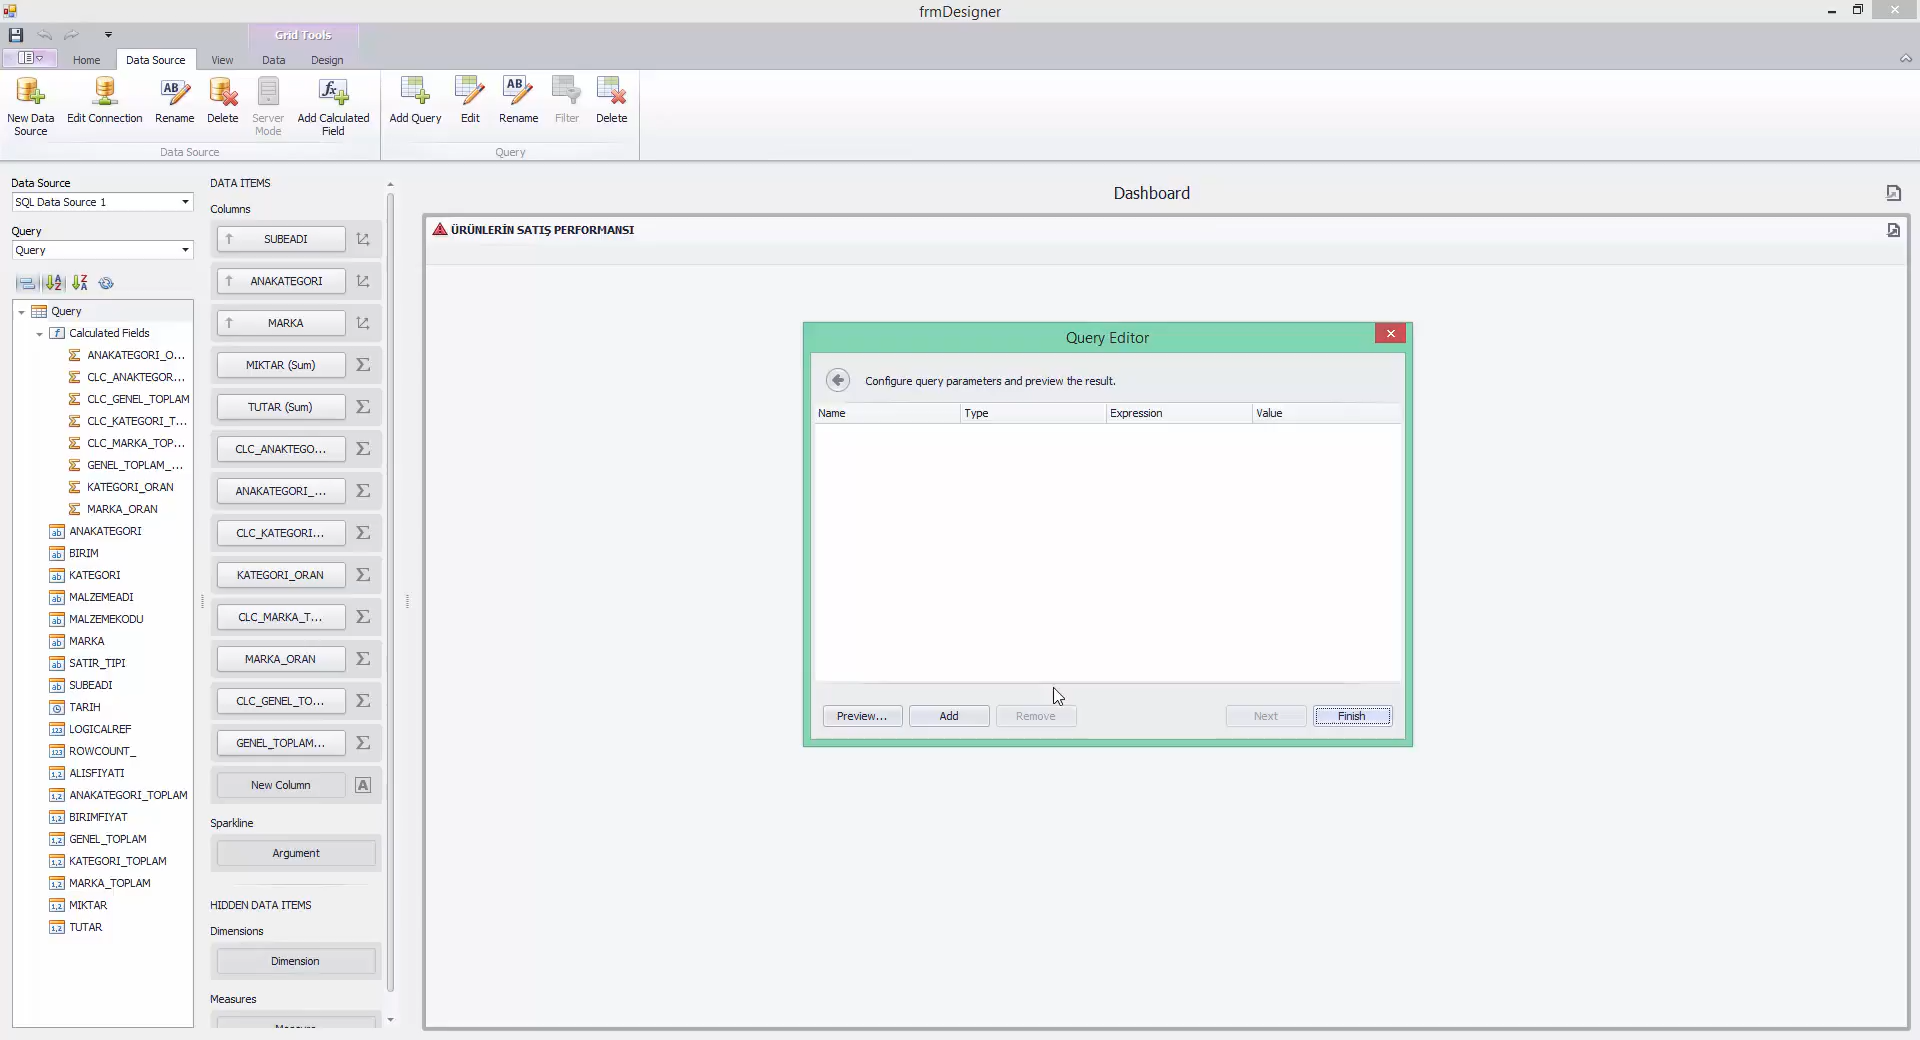 frmDesigner
Grid Tools
Home
Data Source
View
Data
Design
New Data
Source
Edit Connection
Rename
Delete
Server
Mode
Add Calculated
Field
Add Query
Edit
Rename
Filter
Delete
Data Source
Query
Data Source
SQL Data Source 1
Query
Query
Query
Calculated Fields
ANAKATEGORI_O...
CLC_ANAKTEGOR...
CLC_GENEL_TOPLAM
CLC_KATEGORI_T...
CLC_MARKA_TOP...
GENEL_TOPLAM_...
KATEGORI_ORAN
MARKA_ORAN
ANAKATEGORI
BIRIM
KATEGORI
MALZEMEADI
MALZEMEKODU
MARKA
SATIR_TIPI
SUBEADI
TARIH
LOGICALREF
ROWCOUNT_
ALISFIYATI
ANAKATEGORI_TOPLAM
BIRIMFIYAT
GENEL_TOPLAM
KATEGORI_TOPLAM
MARKA_TOPLAM
MIKTAR
TUTAR
DATA ITEMS
Columns
SUBEADI
ANAKATEGORI
MARKA
MIKTAR (Sum)
TUTAR (Sum)
CLC_ANAKTEGO...
ANAKATEGORI_...
CLC_KATEGORI...
KATEGORI_ORAN
CLC_MARKA_T...
MARKA_ORAN
CLC_GENEL_TO...
GENEL_TOPLAM...
New Column
Sparkline
Argument
HIDDEN DATA ITEMS
Dimensions
Dimension
Measures
Measure
Dashboard
ÜRÜNLERİN SATIŞ PERFORMANSI
Query Editor
Configure query parameters and preview the result.
Name
Type
Expression
Value
Preview...
Add
Remove
Next
Finish